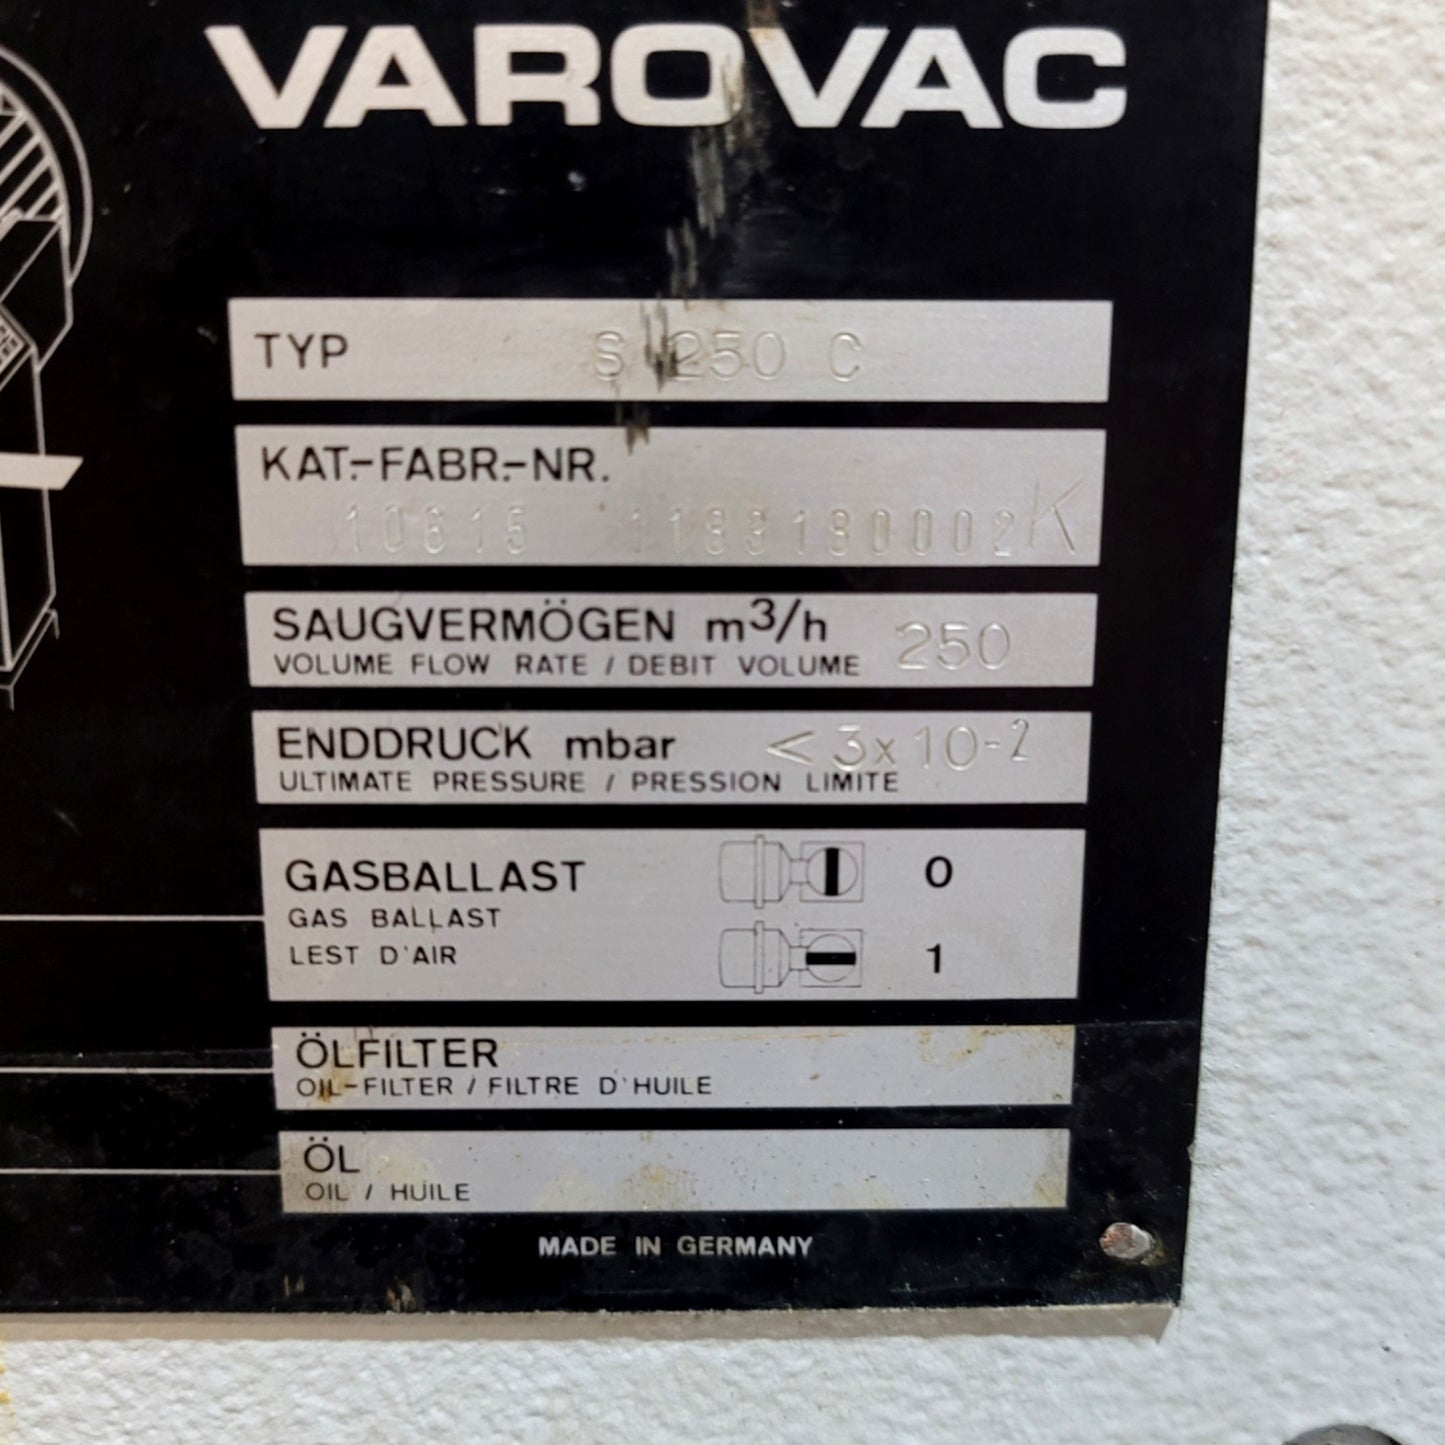 VAROVAC
TYP S 250 C
KAT.-FABR.-NR.
10615 1183180002K
SAUGVERMÖGEN m³/h 250
VOLUME FLOW RATE / DEBIT VOLUME
ENDDRUCK mbar < 3x10-2
ULTIMATE PRESSURE / PRESSION LIMITE
GASBALLAST 0
GAS BALLAST
LEST D'AIR 1
ÖLFILTER
OIL-FILTER / FILTRE D'HUILE
ÖL
OIL / HUILE
MADE IN GERMANY